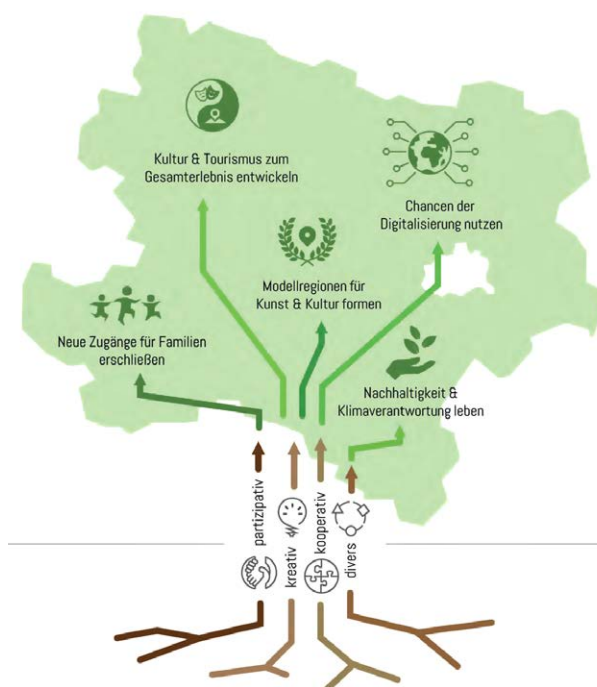 Kultur & Tourismus zum
Gesamterlebnis entwickeln
Chancen der
Digitalisierung nutzen
Modellregionen für
Kunst & Kultur formen
Neue Zugänge für Familien
erschließen
Nachhaltigkeit &
Klimaverantwortung leben
partizipativ
kreativ
kooperativ
divers